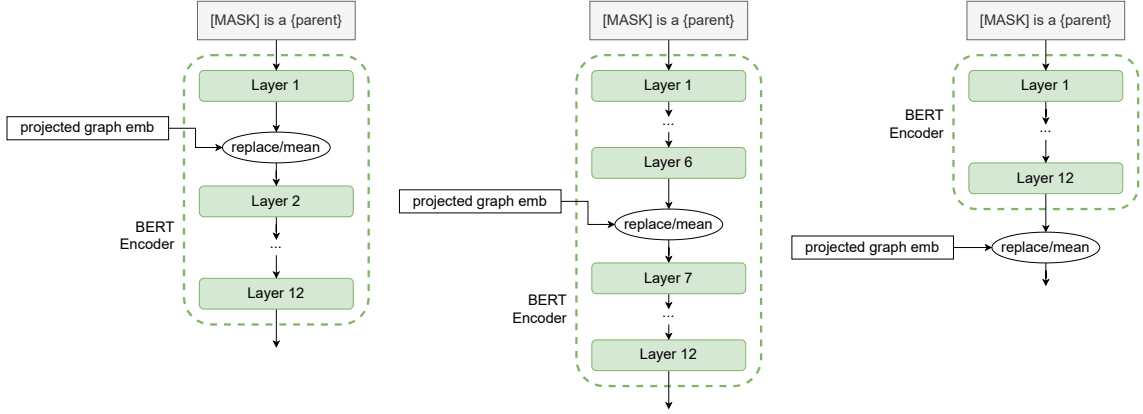 [MASK] is a {parent}
Layer 1
projected graph emb
replace/mean
Layer 2
BERT
Encoder
...
Layer 12
[MASK] is a {parent}
Layer 1
...
Layer 6
projected graph emb
replace/mean
Layer 7
BERT
Encoder
...
Layer 12
[MASK] is a {parent}
Layer 1
BERT
Encoder
...
Layer 12
projected graph emb
replace/mean